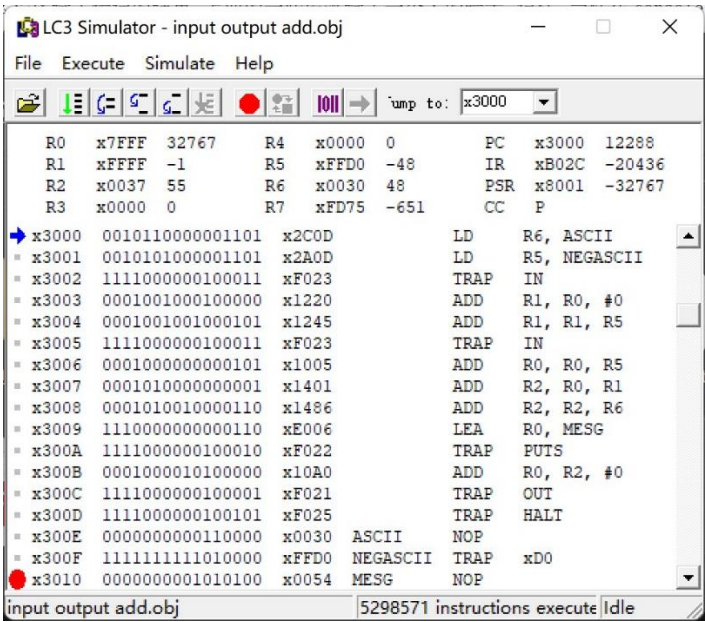 LC3 Simulator - input output add.obj
File Execute Simulate Help
Jump to: x3000
R0 x7FFF 32767 R4 x0000 0 PC x3000 12288
R1 xFFFF -1 R5 xFFD0 -48 IR xB02C -20436
R2 x0037 55 R6 x0030 48 PSR x8001 -32767
R3 x0000 0 R7 xFD75 -651 CC P
x3000 0010110000001101 x2C0D LD R6, ASCII
x3001 0010101000001101 x2A0D LD R5, NEGASCII
x3002 1111000000100011 xF023 TRAP IN
x3003 0001001000100000 x1220 ADD R1, R0, #0
x3004 0001001001000101 x1245 ADD R1, R1, R5
x3005 1111000000100011 xF023 TRAP IN
x3006 0001000000000101 x1005 ADD R0, R0, R5
x3007 0001010000000001 x1401 ADD R2, R0, R1
x3008 0001010010000110 x1486 ADD R2, R2, R6
x3009 1110000000000110 xE006 LEA R0, MESG
x300A 1111000000100010 xF022 TRAP PUTS
x300B 0001000010100000 x10A0 ADD R0, R2, #0
x300C 1111000000100001 xF021 TRAP OUT
x300D 1111000000100101 xF025 TRAP HALT
x300E 0000000000110000 x0030 ASCII NOP
x300F 1111111111010000 xFFD0 NEGASCII TRAP xD0
x3010 0000000001010100 x0054 MESG NOP
input output add.obj 5298571 instructions execute Idle